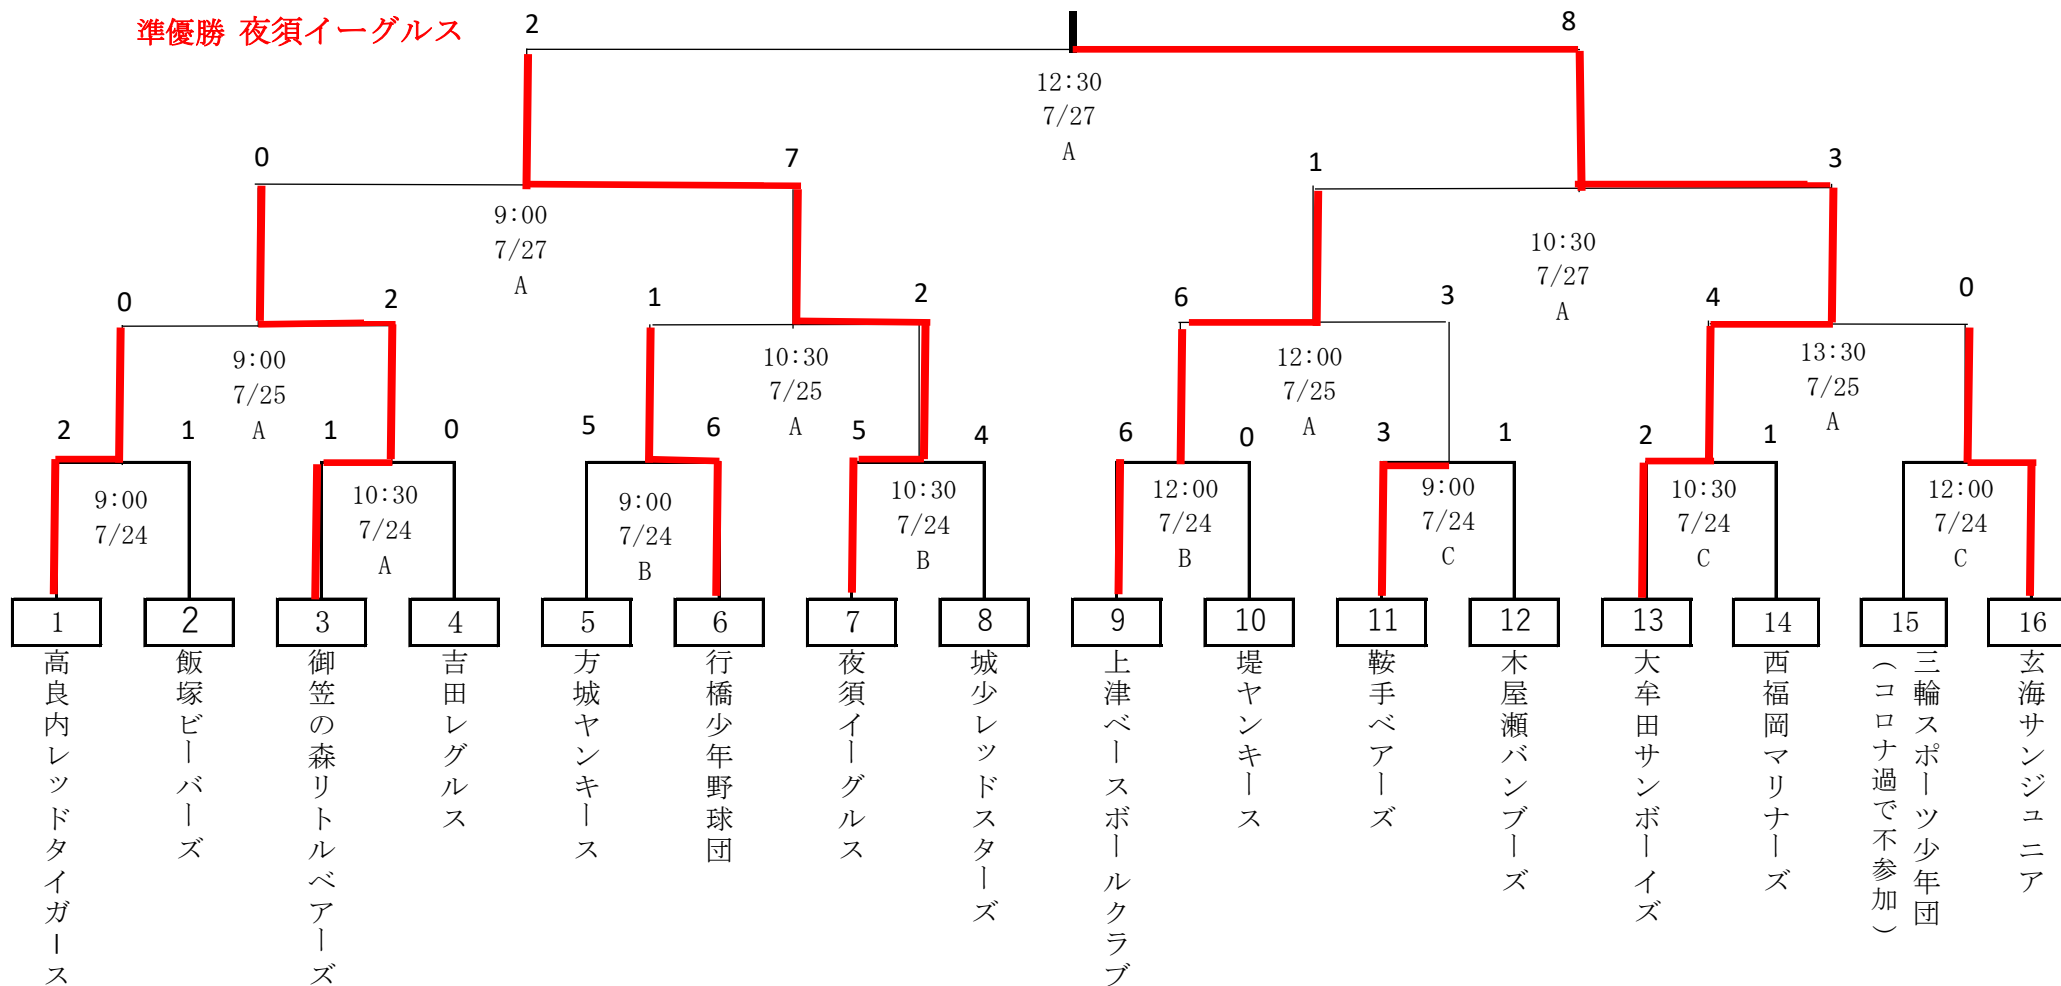 準優勝 夜須イーグルス
2
8
12:30
7/27
A
0
7
1
3
9:00
7/27
A
10:30
7/27
A
0
2
1
2
6
3
4
0
9:00
7/25
A
10:30
7/25
A
12:00
7/25
A
13:30
7/25
A
2
1
1
0
5
6
5
4
6
0
3
1
2
1
9:00
7/24
10:30
7/24
A
9:00
7/24
B
10:30
7/24
B
12:00
7/24
B
9:00
7/24
C
10:30
7/24
C
12:00
7/24
C
1
2
3
4
5
6
7
8
9
10
11
12
13
14
15
16
高良内レッドタイガース
飯塚ビーバーズ
御笠の森リトルベアーズ
吉田レグルス
方城ヤンキース
行橋少年野球団
夜須イーグルス
城少レッドスターズ
上津ベースボールクラブ
堤ヤンキース
鞍手ベアーズ
木屋瀬バンブーズ
大牟田サンボーイズ
西福岡マリナーズ
三輪スポーツ少年団
(コロナ過で不参加)
玄海サンジュニア